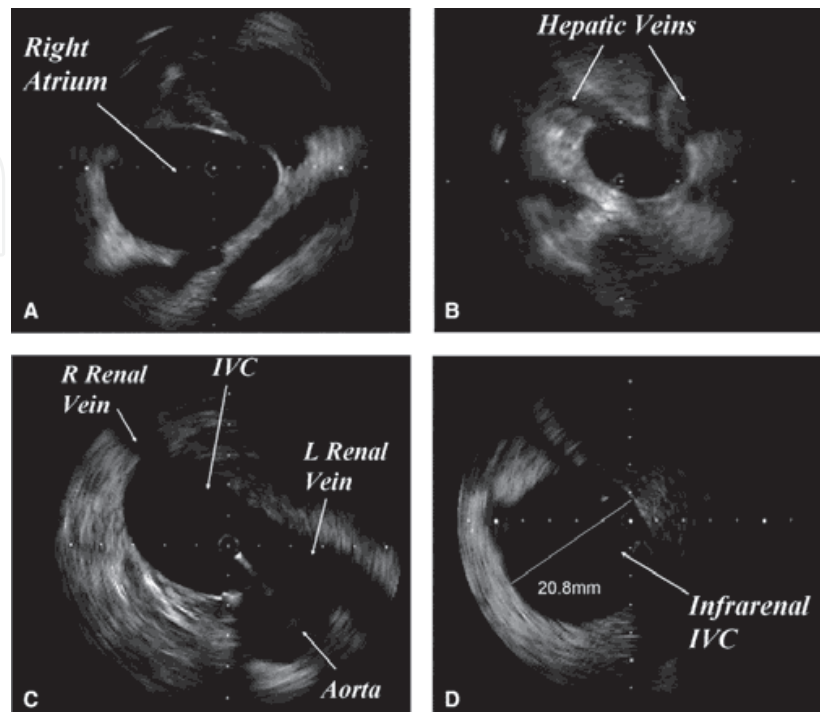 Right
Atrium
A
Hepatic Veins
B
R Renal
Vein
IVC
L Renal
Vein
Aorta
C
20.8mm
Infrarenal
IVC
D